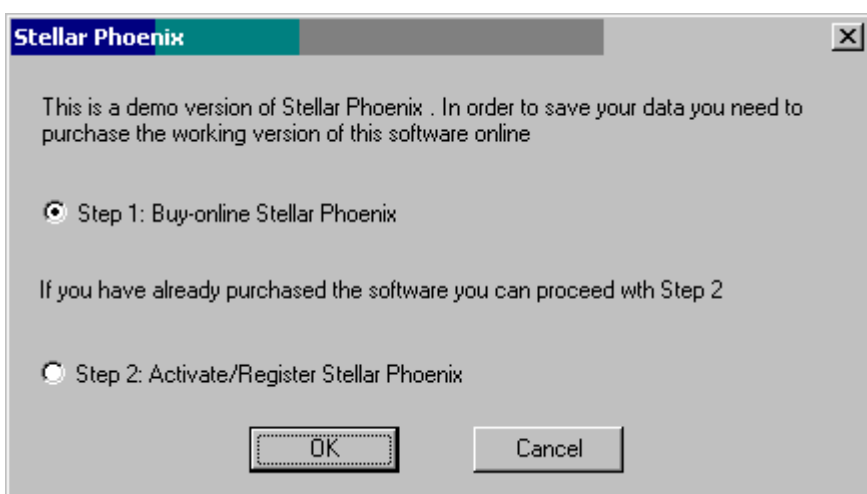 Stellar Phoenix
This is a demo version of Stellar Phoenix . In order to save your data you need to
purchase the working version of this software online
Step 1: Buy-online Stellar Phoenix
If you have already purchased the software you can proceed wth Step 2
Step 2: Activate/Register Stellar Phoenix
OK Cancel